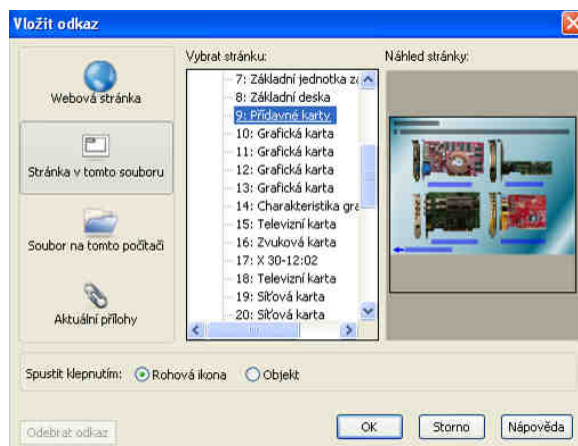 Vložit odkaz
Webová stránka
Stránka v tomto souboru
Soubor na tomto počítači
Aktuální přílohy
Vybrat stránku:
7: Základní jednotka za
8: Základní deska
9: Přídavné karty
10: Grafická karta
11: Grafická karta
12: Grafická karta
13: Grafická karta
14: Charakteristika gra
15: Televizní karta
16: Zvuková karta
17: X 30-12:02
18: Televizní karta
19: Síťová karta
20: Síťová karta
Náhled stránky:
Spustit klepnutím:
Rohová ikona
Objekt
Odebrat odkaz
OK
Storno
Nápověda